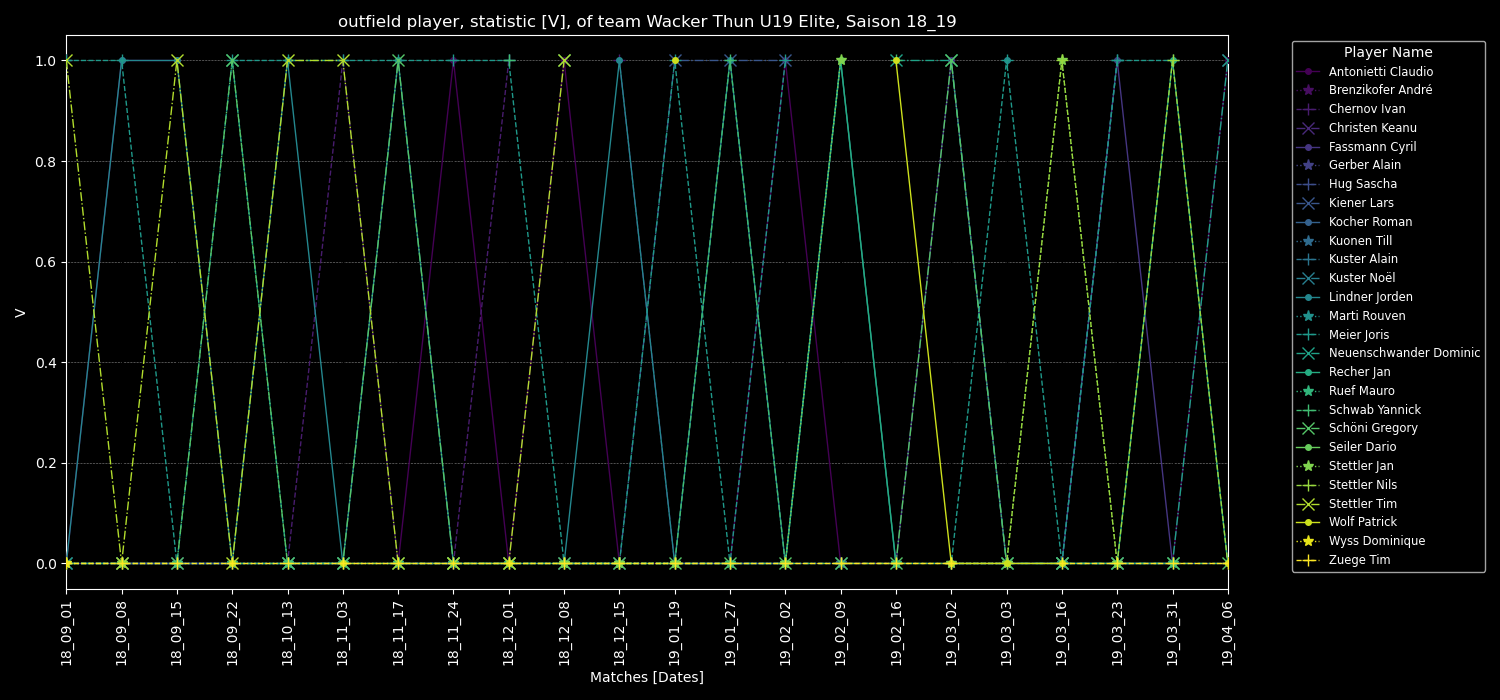 outfield player, statistic [V], of team Wacker Thun U19 Elite, Saison 18_19
1.0
0.8
0.6
0.4
0.2
0.0
V
18_09_01
18_09_08
18_09_15
18_09_22
18_10_13
18_11_03
18_11_17
18_11_24
18_12_01
18_12_08
18_12_15
19_01_19
19_01_27
19_02_02
19_02_09
19_02_16
19_03_02
19_03_03
19_03_16
19_03_23
19_03_31
19_04_06
Matches [Dates]
Player Name
Antonietti Claudio
Brenzikofer André
Chernov Ivan
Christen Keanu
Fassmann Cyril
Gerber Alain
Hug Sascha
Kiener Lars
Kocher Roman
Kuonen Till
Kuster Alain
Kuster Noël
Lindner Jorden
Marti Rouven
Meier Joris
Neuenschwander Dominic
Recher Jan
Ruef Mauro
Schwab Yannick
Schöni Gregory
Seiler Dario
Stettler Jan
Stettler Nils
Stettler Tim
Wolf Patrick
Wyss Dominique
Zuege Tim